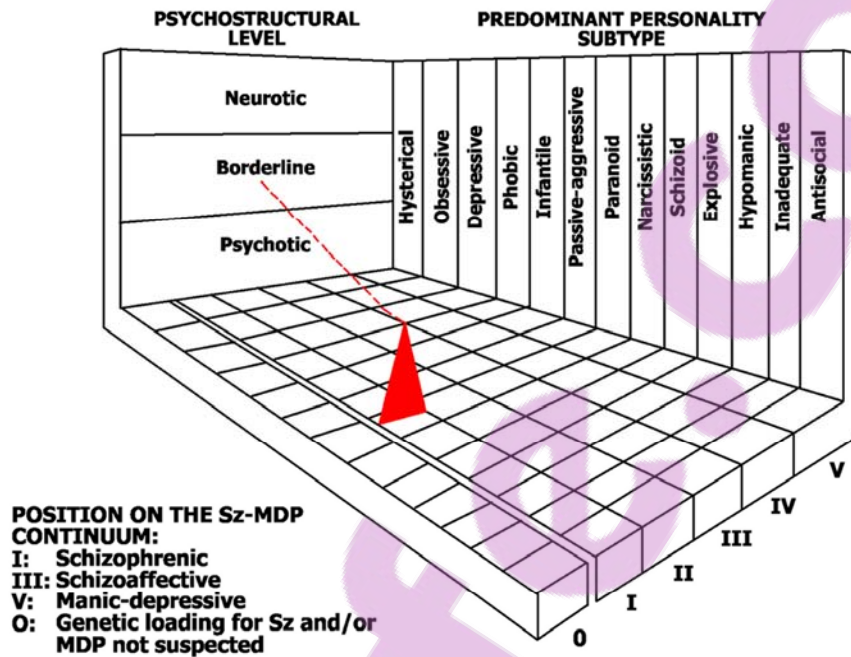 PSYCHOSTRUCTURAL
LEVEL
PREDOMINANT PERSONALITY
SUBTYPE
Neurotic
Borderline
Psychotic
Hysterical
Obsessive
Depressive
Phobic
Infantile
Passive-aggressive
Paranoid
Narcissistic
Schizoid
Explosive
Hypomanic
Inadequate
Antisocial
V
IV
III
II
I
0
POSITION ON THE Sz-MDP
CONTINUUM:
I: Schizophrenic
III: Schizoaffective
V: Manic-depressive
O: Genetic loading for Sz and/or
MDP not suspected